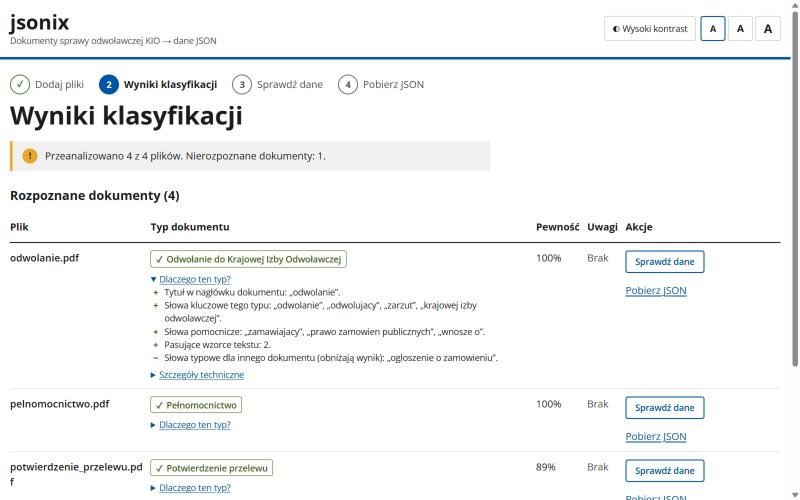 jsonix
Dokumenty sprawy odwoławczej KIO → dane JSON
◐ Wysoki kontrast
A
A
A
✓ Dodaj pliki
2 Wyniki klasyfikacji
3 Sprawdź dane
4 Pobierz JSON
Wyniki klasyfikacji
! Przeanalizowano 4 z 4 plików. Nierozpoznane dokumenty: 1.
Rozpoznane dokumenty (4)
Plik Typ dokumentu Pewność Uwagi Akcje
odwolanie.pdf ✓ Odwołanie do Krajowej Izby Odwoławczej 100% Brak Sprawdź dane
▼ Dlaczego ten typ?
Pobierz JSON
+ Tytuł w nagłówku dokumentu: „odwolanie”.
+ Słowa kluczowe tego typu: „odwolanie”, „odwolujacy”, „zarzut”, „krajowej izby
odwolawczej”.
+ Słowa pomocnicze: „zamawiajacy”, „prawo zamowien publicznych”, „wnosze o”.
+ Pasujące wzorce tekstu: 2.
− Słowa typowe dla innego dokumentu (obniżają wynik): „ogloszenie o zamowieniu”.
▶ Szczegóły techniczne
pelnomocnictwo.pdf ✓ Pełnomocnictwo 100% Brak Sprawdź dane
▶ Dlaczego ten typ?
Pobierz JSON
potwierdzenie_przelewu.pd
f
✓ Potwierdzenie przelewu 89% Brak Sprawdź dane
▶ Dlaczego ten typ?
Pobierz JSON